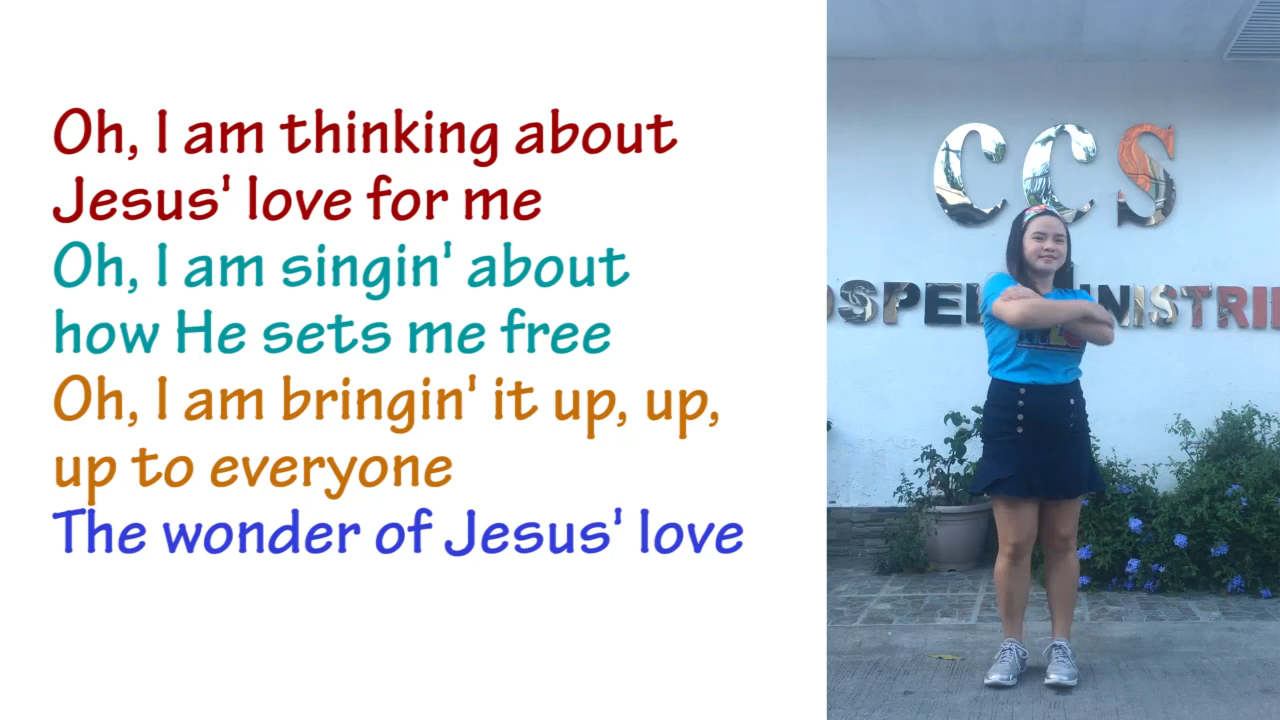 Oh, I am thinking about
Jesus' love for me
Oh, I am singin' about
how He sets me free
Oh, I am bringin' it up, up,
up to everyone
The wonder of Jesus' love
CCS